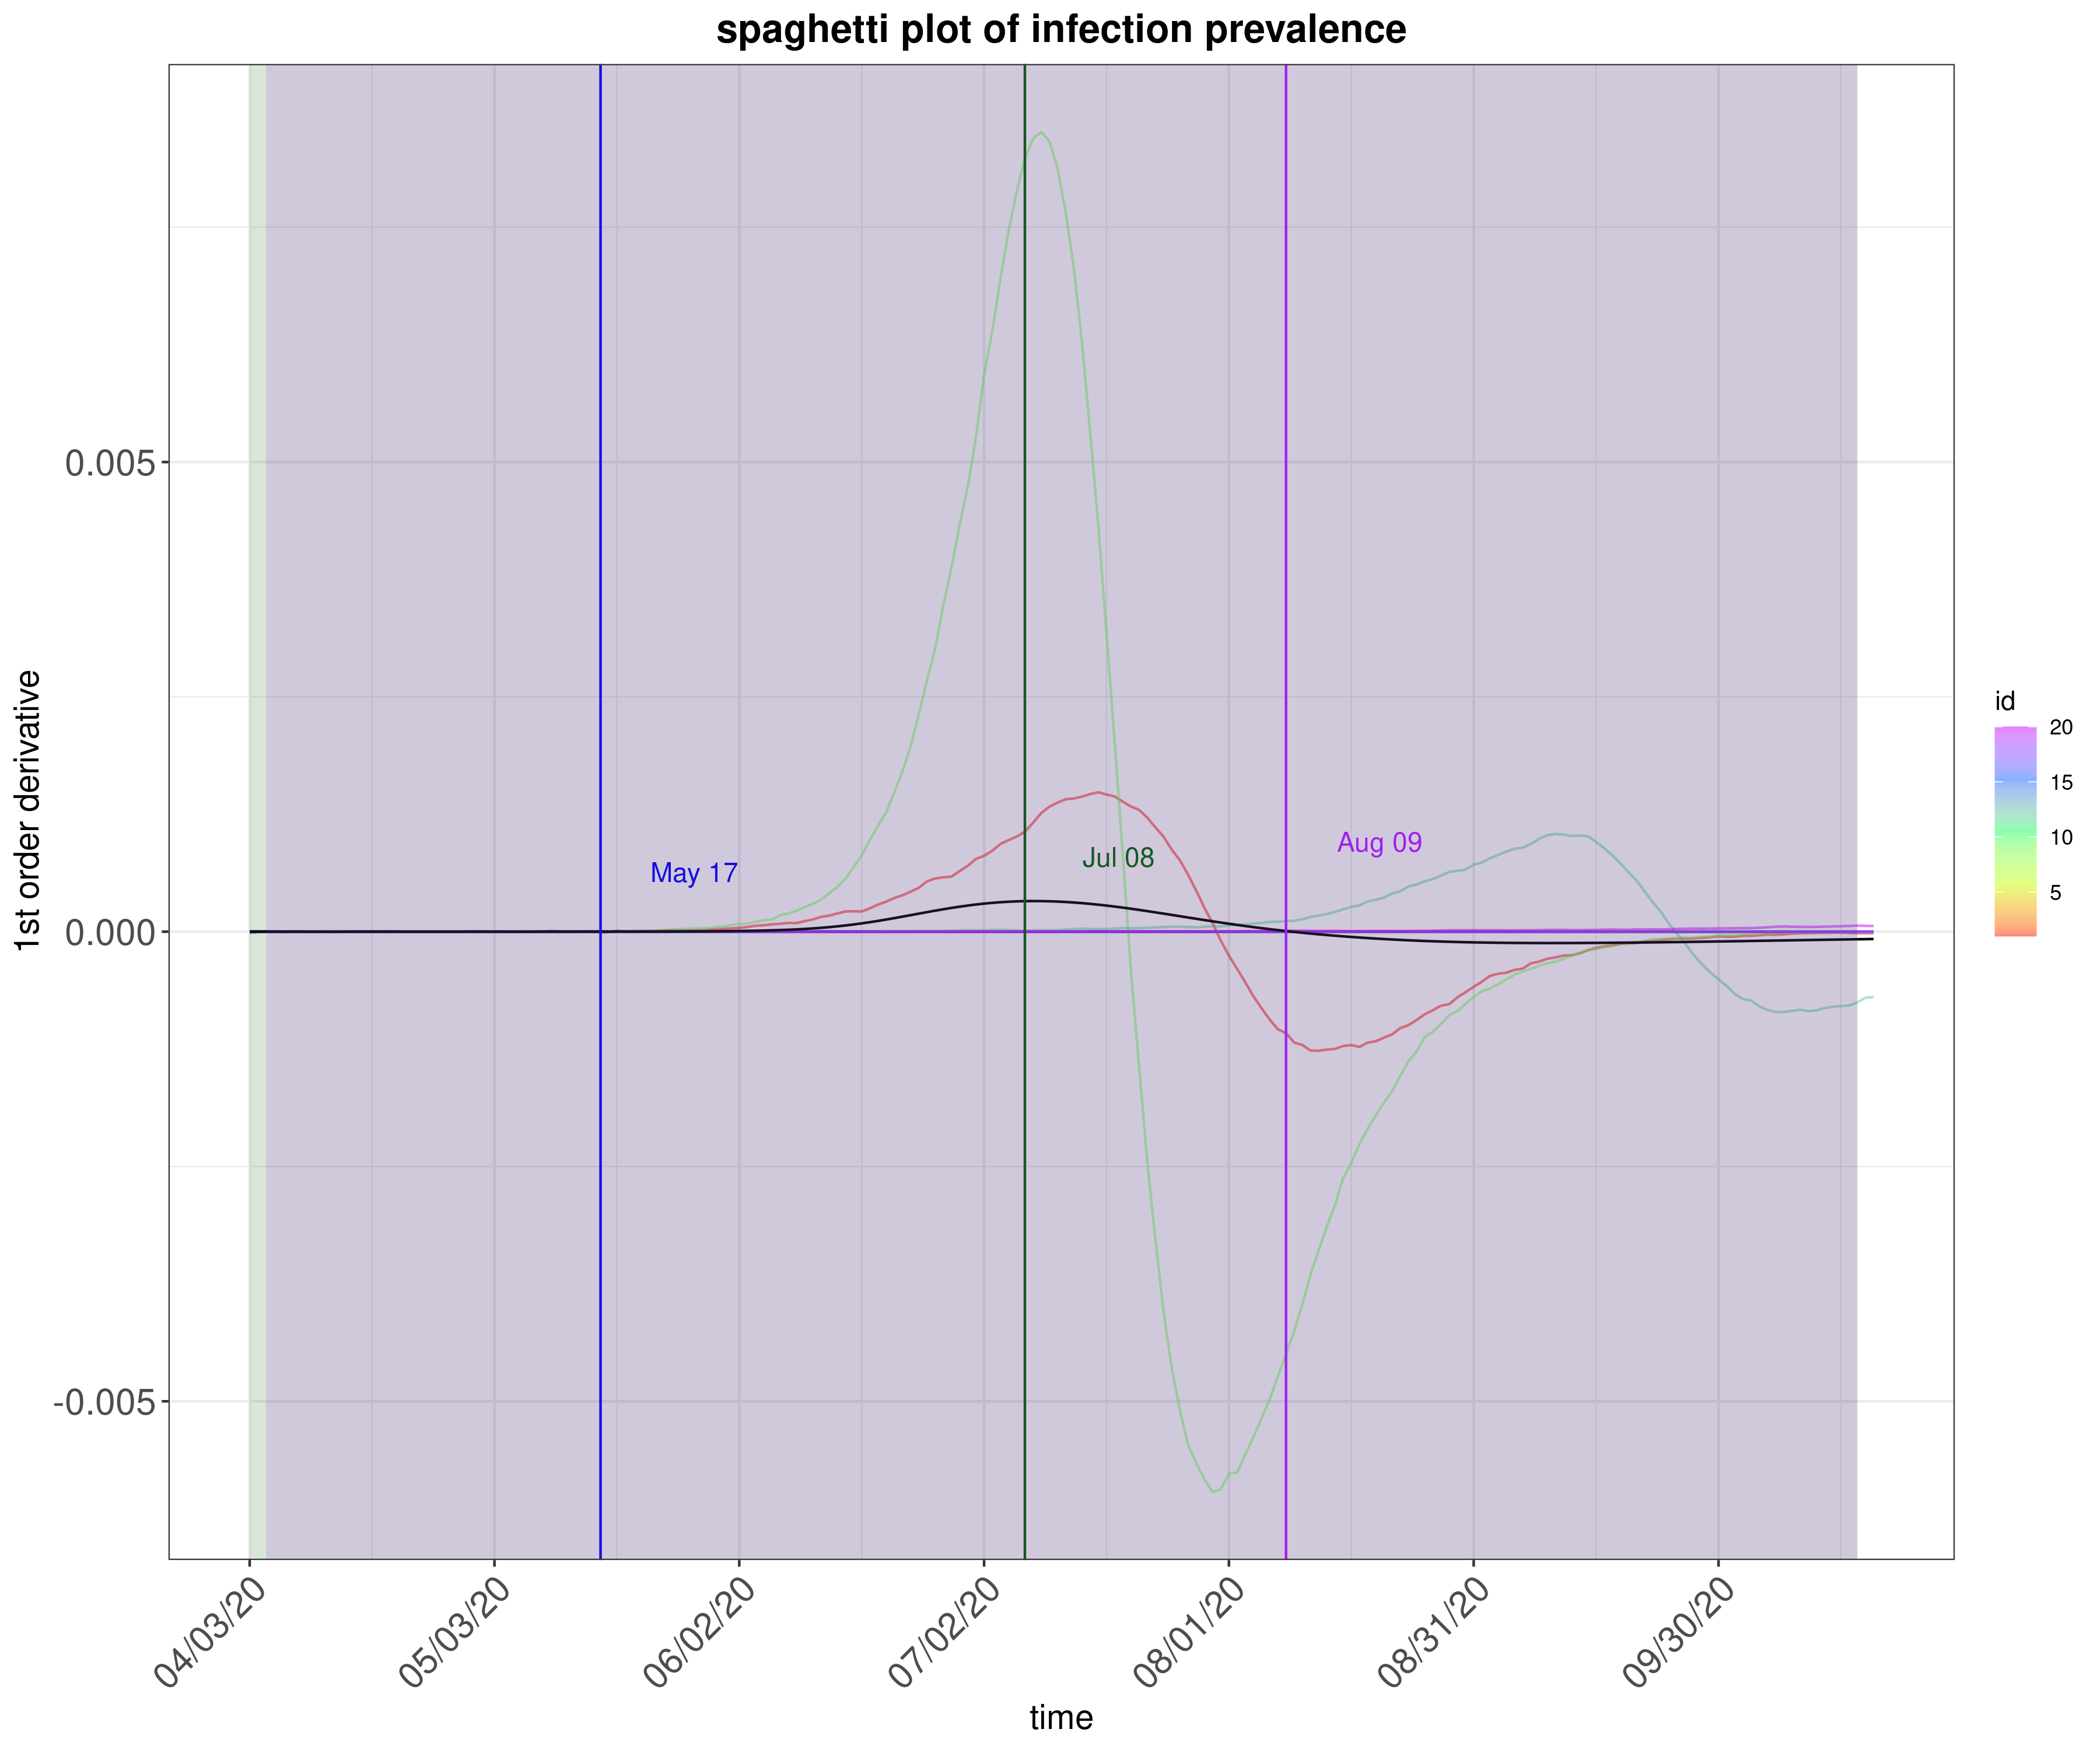 spaghetti plot of infection prevalence
1st order derivative
0.005
0.000
-0.005
May 17
Jul 08
Aug 09
id
20
15
10
5
04/03/20
05/03/20
06/02/20
07/02/20
08/01/20
08/31/20
09/30/20
time